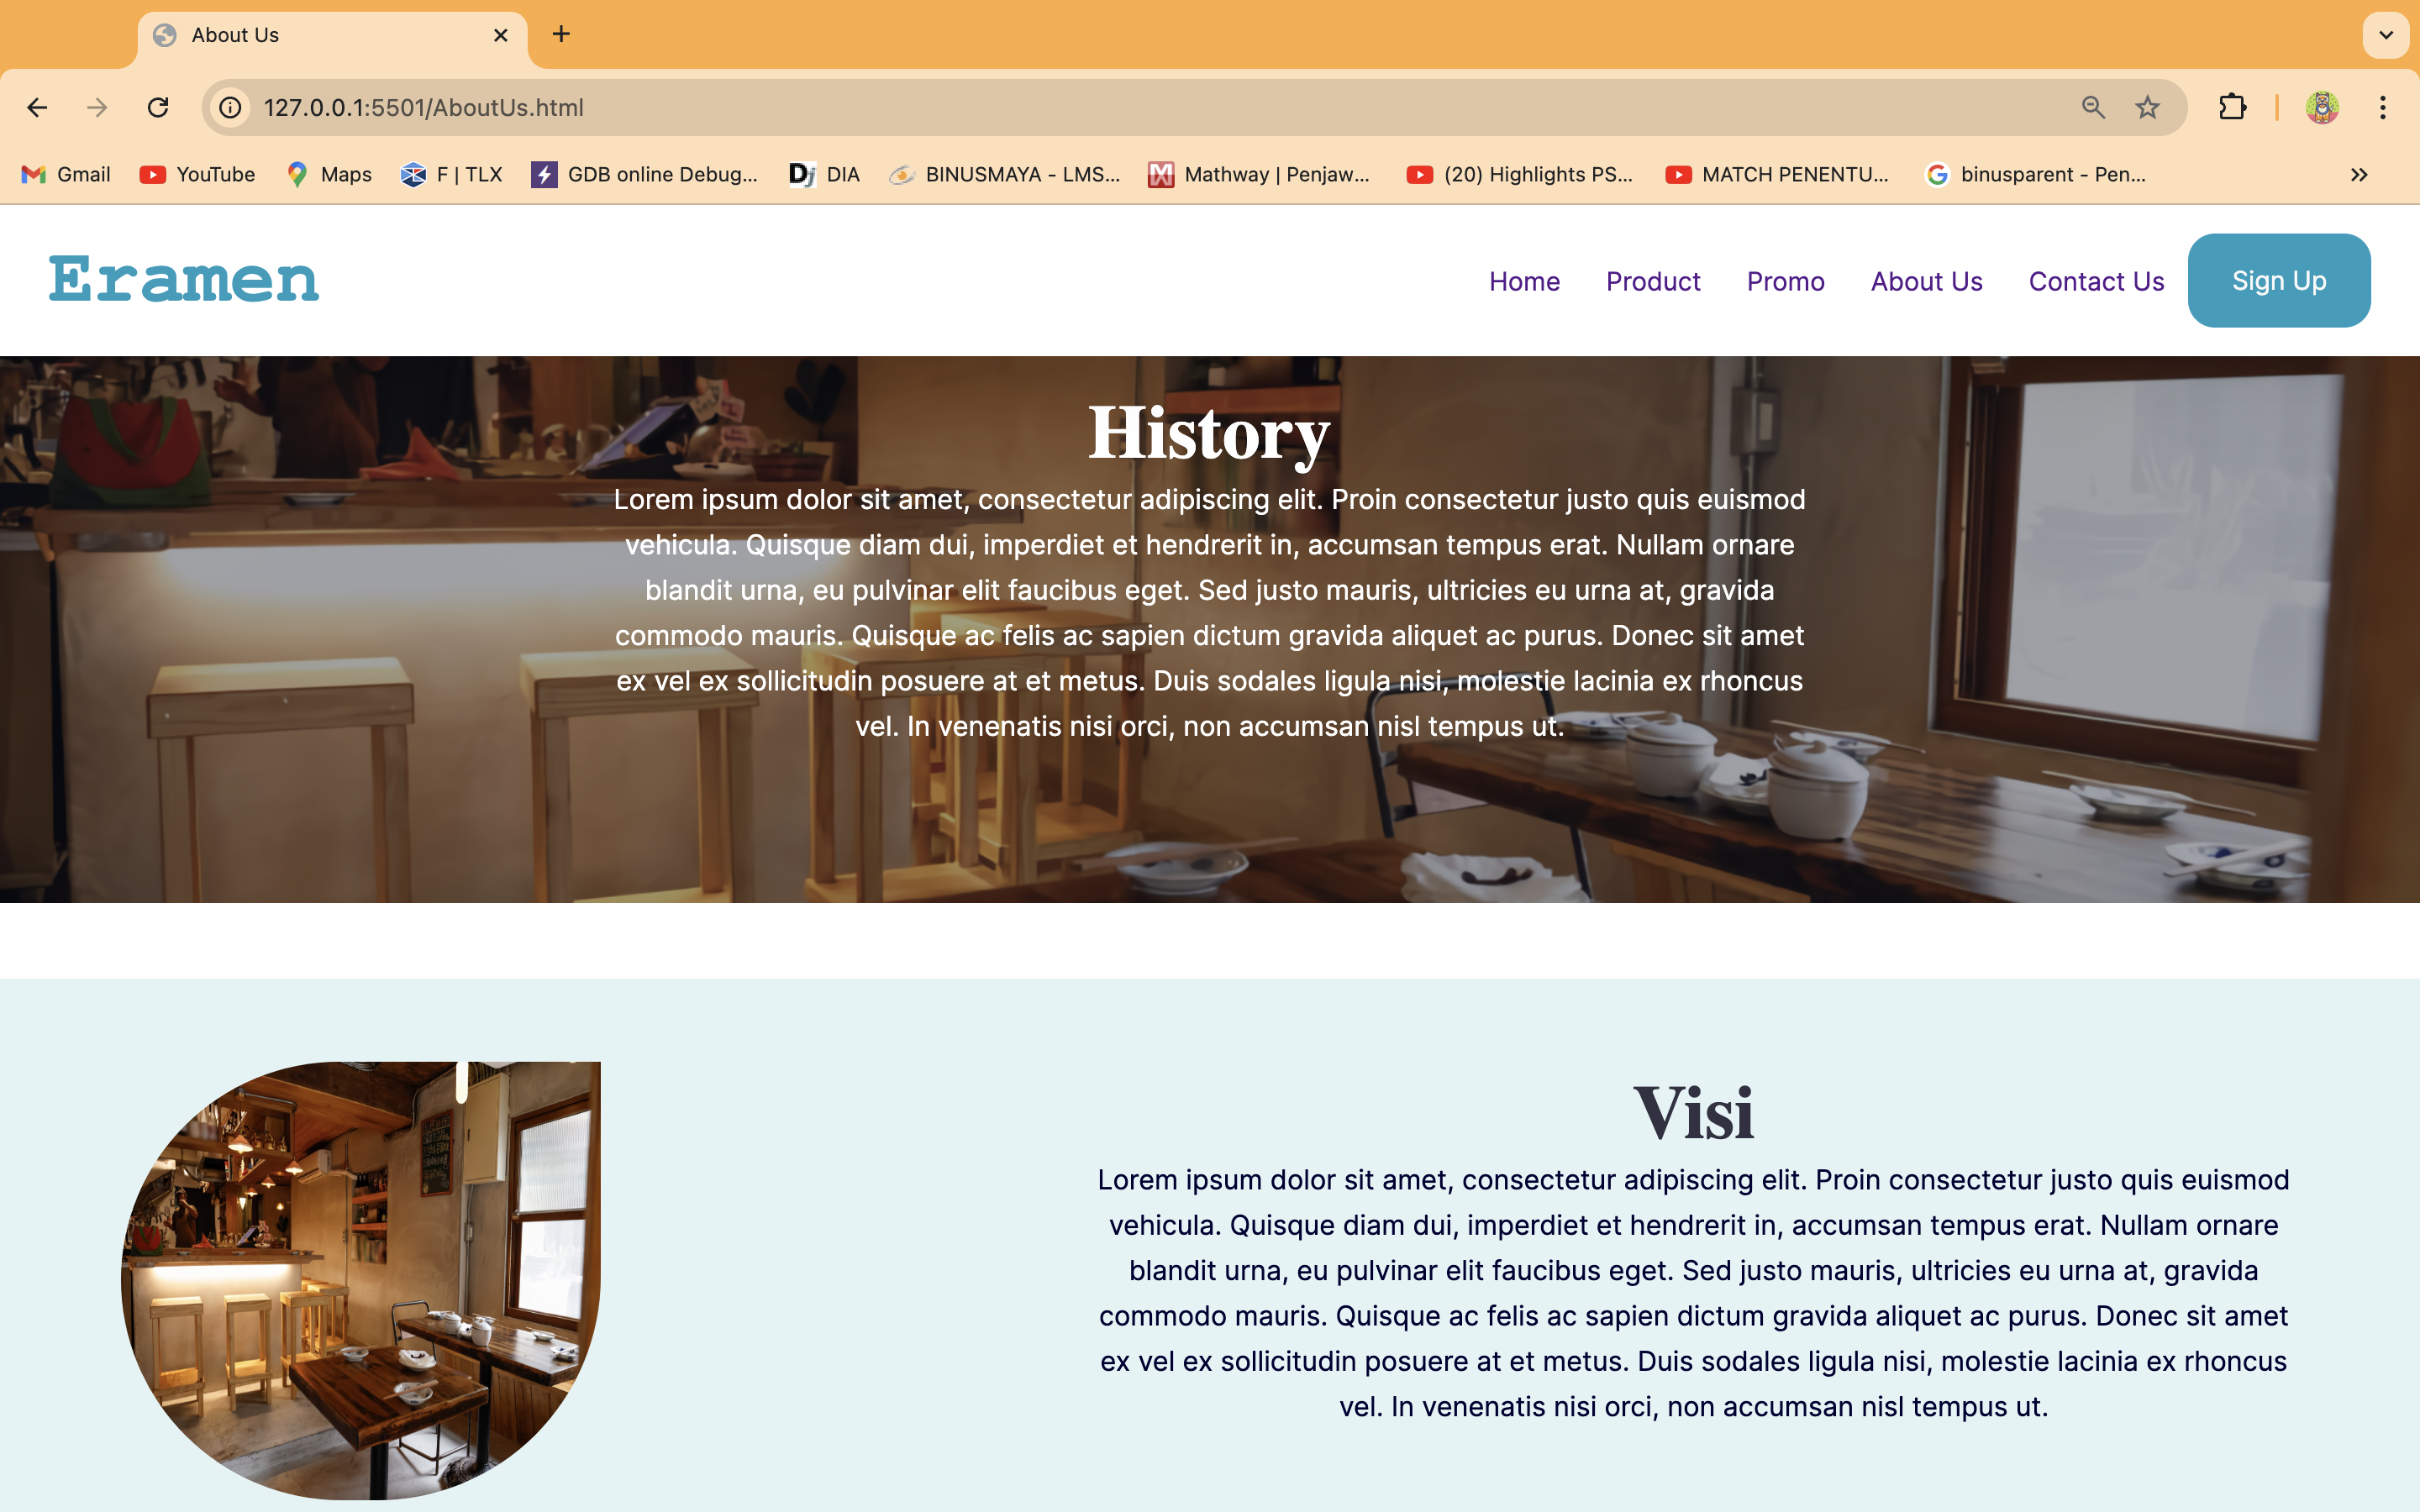 About Us
127.0.0.1:5501/AboutUs.html
Gmail YouTube Maps F | TLX GDB online Debug... DIA BINUSMAYA - LMS... Mathway | Penjaw... (20) Highlights PS... MATCH PENENTU... binusparent - Pen...
Eramen
Home Product Promo About Us Contact Us Sign Up
History
Lorem ipsum dolor sit amet, consectetur adipiscing elit. Proin consectetur justo quis euismod
vehicula. Quisque diam dui, imperdiet et hendrerit in, accumsan tempus erat. Nullam ornare
blandit urna, eu pulvinar elit faucibus eget. Sed justo mauris, ultricies eu urna at, gravida
commodo mauris. Quisque ac felis ac sapien dictum gravida aliquet ac purus. Donec sit amet
ex vel ex sollicitudin posuere at et metus. Duis sodales ligula nisi, molestie lacinia ex rhoncus
vel. In venenatis nisi orci, non accumsan nisl tempus ut.
Visi
Lorem ipsum dolor sit amet, consectetur adipiscing elit. Proin consectetur justo quis euismod
vehicula. Quisque diam dui, imperdiet et hendrerit in, accumsan tempus erat. Nullam ornare
blandit urna, eu pulvinar elit faucibus eget. Sed justo mauris, ultricies eu urna at, gravida
commodo mauris. Quisque ac felis ac sapien dictum gravida aliquet ac purus. Donec sit amet
ex vel ex sollicitudin posuere at et metus. Duis sodales ligula nisi, molestie lacinia ex rhoncus
vel. In venenatis nisi orci, non accumsan nisl tempus ut.